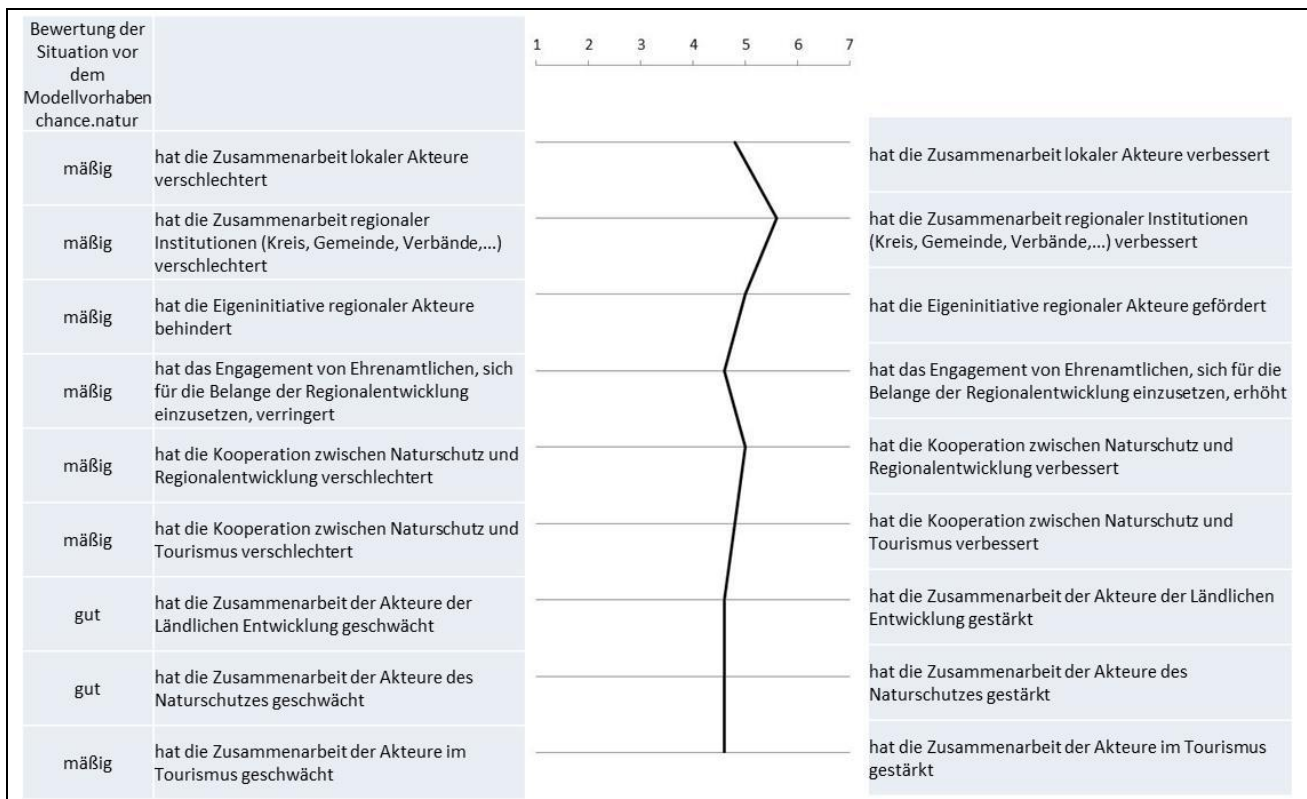 Bewertung der
Situation vor
dem
Modellvorhaben
chance.natur
1 2 3 4 5 6 7
mäßig
hat die Zusammenarbeit lokaler Akteure
verschlechtert
hat die Zusammenarbeit lokaler Akteure verbessert
mäßig
hat die Zusammenarbeit regionaler
Institutionen (Kreis, Gemeinde, Verbände,...)
verschlechtert
hat die Zusammenarbeit regionaler Institutionen
(Kreis, Gemeinde, Verbände,...) verbessert
mäßig
hat die Eigeninitiative regionaler Akteure
behindert
hat die Eigeninitiative regionaler Akteure gefördert
mäßig
hat das Engagement von Ehrenamtlichen, sich
für die Belange der Regionalentwicklung
einzusetzen, verringert
hat das Engagement von Ehrenamtlichen, sich für die
Belange der Regionalentwicklung einzusetzen, erhöht
mäßig
hat die Kooperation zwischen Naturschutz und
Regionalentwicklung verschlechtert
hat die Kooperation zwischen Naturschutz und
Regionalentwicklung verbessert
mäßig
hat die Kooperation zwischen Naturschutz und
Tourismus verschlechtert
hat die Kooperation zwischen Naturschutz und
Tourismus verbessert
gut
hat die Zusammenarbeit der Akteure der
Ländlichen Entwicklung geschwächt
hat die Zusammenarbeit der Akteure der Ländlichen
Entwicklung gestärkt
gut
hat die Zusammenarbeit der Akteure des
Naturschutzes geschwächt
hat die Zusammenarbeit der Akteure des
Naturschutzes gestärkt
mäßig
hat die Zusammenarbeit der Akteure im
Tourismus geschwächt
hat die Zusammenarbeit der Akteure im Tourismus
gestärkt